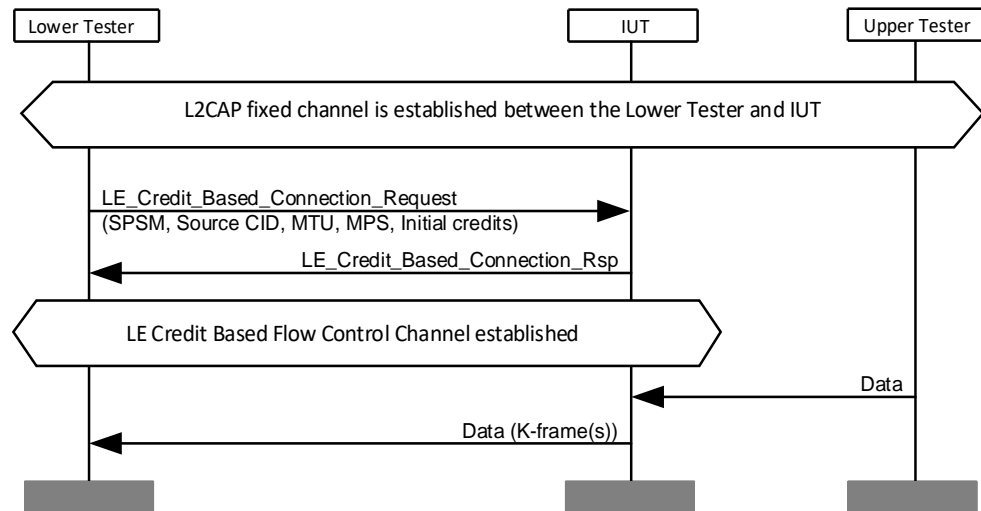 Lower Tester
IUT
Upper Tester
L2CAP fixed channel is established between the Lower Tester and IUT
LE_Credit_Based_Connection_Request
(SPSM, Source CID, MTU, MPS, Initial credits)
LE_Credit_Based_Connection_Rsp
LE Credit Based Flow Control Channel established
Data
Data (K-frame(s))